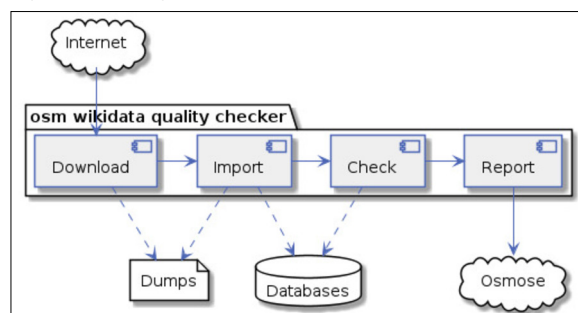 Internet
osm wikidata quality checker
Download
Import
Check
Report
Dumps
Databases
Osmose